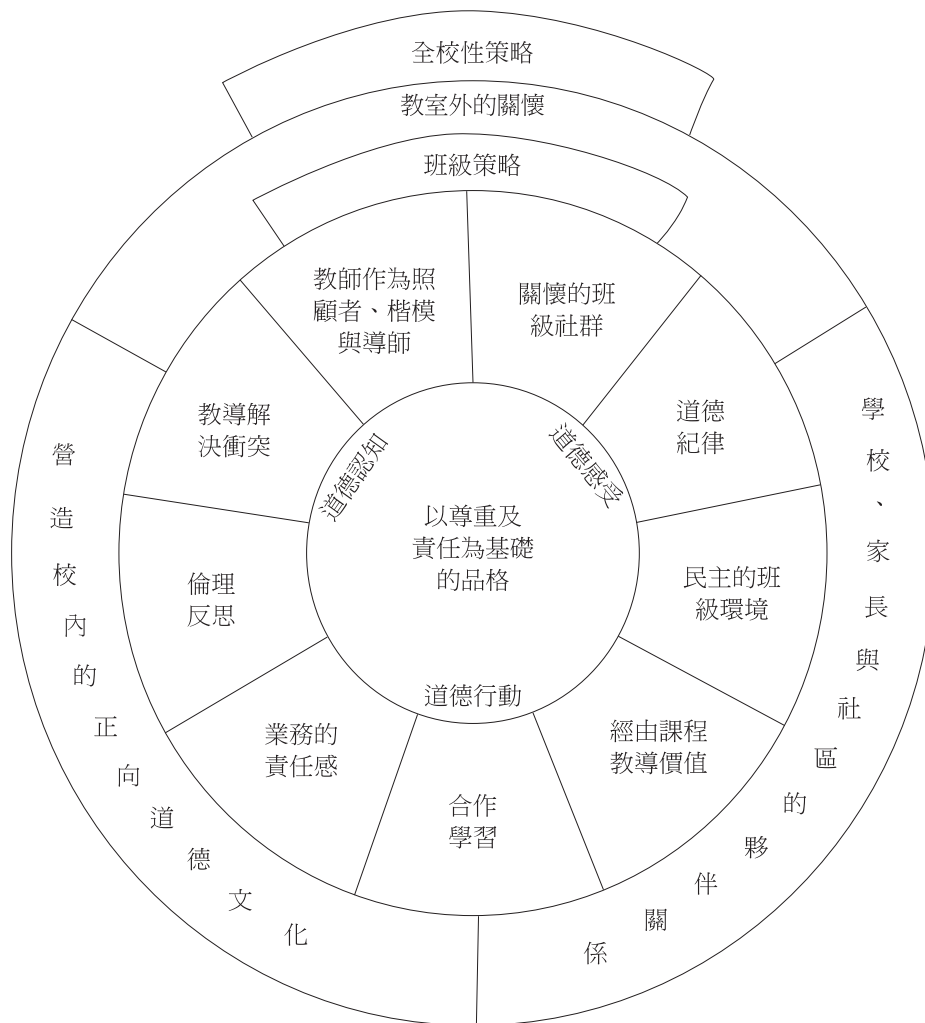 全校性策略
教室外的關懷
班級策略
教師作為照
顧者、楷模
與導師
關懷的班
級社群
道德
紀律
民主的班
級環境
經由課程
教導價值
合作
學習
業務的
責任感
倫理
反思
教導解
決衝突
道德認知
道德感受
以尊重及
責任為基礎
的品格
道德行動
營造校內的正向道德文化
學校、家長與社區的夥伴關係